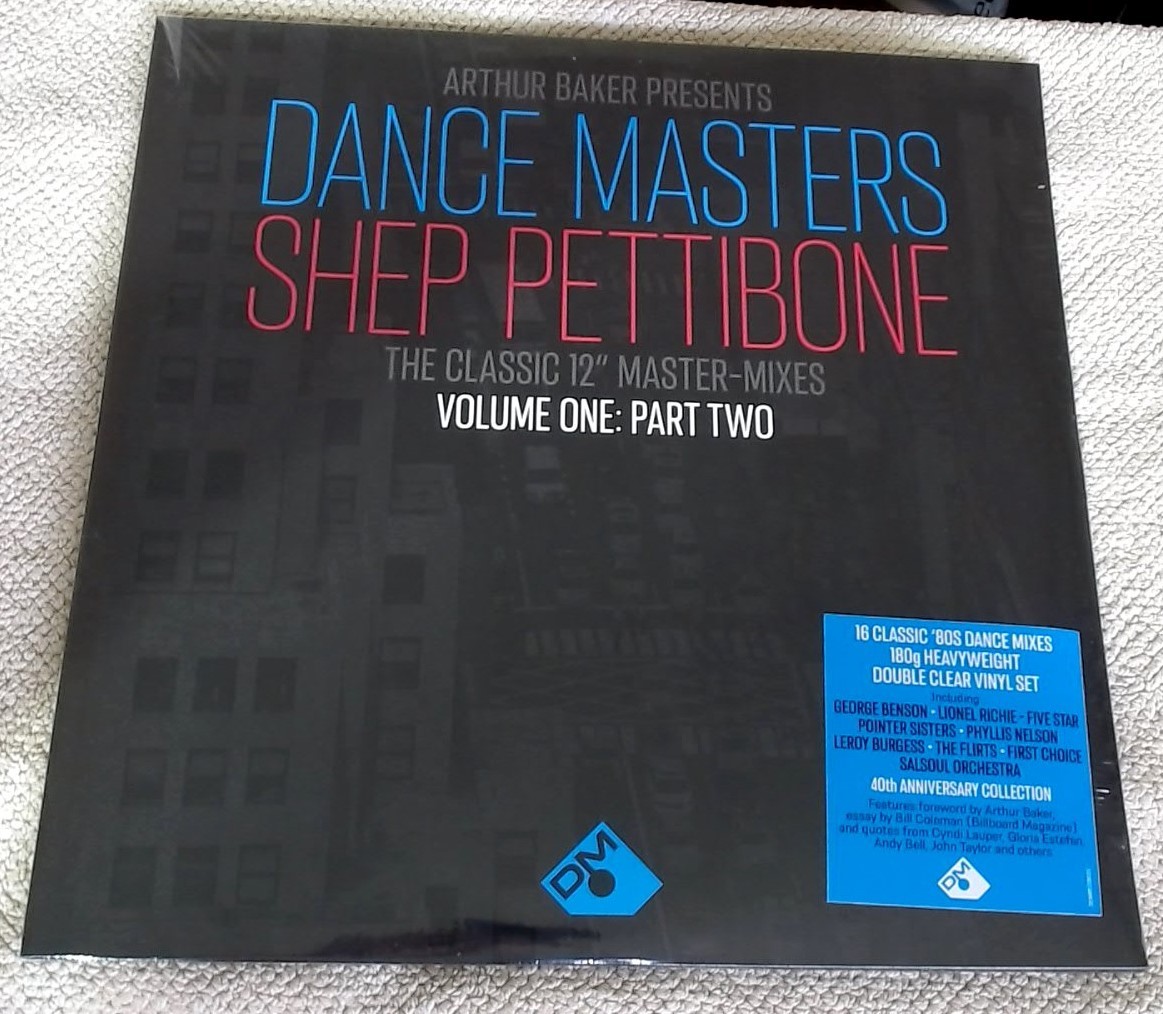 ARTHUR BAKER PRESENTS
DANCE MASTERS
SHEP PETTIBONE
THE CLASSIC 12" MASTER-MIXES
VOLUME ONE: PART TWO
16 CLASSIC '80S DANCE MIXES
180g HEAVYWEIGHT
DOUBLE CLEAR VINYL SET
Including
GEORGE BENSON • LIONEL RICHIE - FIVE STAR
POINTER SISTERS • PHYLLIS NELSON
LEROY BURGESS • THE FLIRTS • FIRST CHOICE
SALSOUL ORCHESTRA
40th ANNIVERSARY COLLECTION
Features foreword by Arthur Baker,
essay by Bill Coleman (Billboard Magazine)
and quotes from Cyndi Lauper, Gloria Estefan,
Andy Bell, John Taylor and others
DM
DM